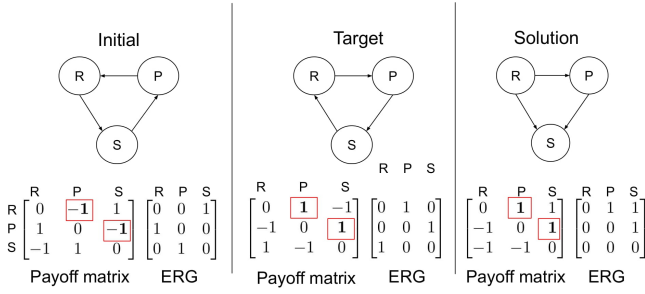 Initial
R
P
S
R P S R P S
R 0 −1 1 0 0 1
P 1 0 −1 1 0 0
S −1 1 0 0 1 0
Payoff matrix ERG
Target
R
P
S
R P S
R P S
0 1 −1 0 1 0
−1 0 1 0 0 1
1 −1 0 0 0 0
Payoff matrix ERG
Solution
R
P
S
R P S R P S
0 1 1 0 1 1
−1 0 1 0 0 1
−1 −1 0 0 0 0
Payoff matrix ERG